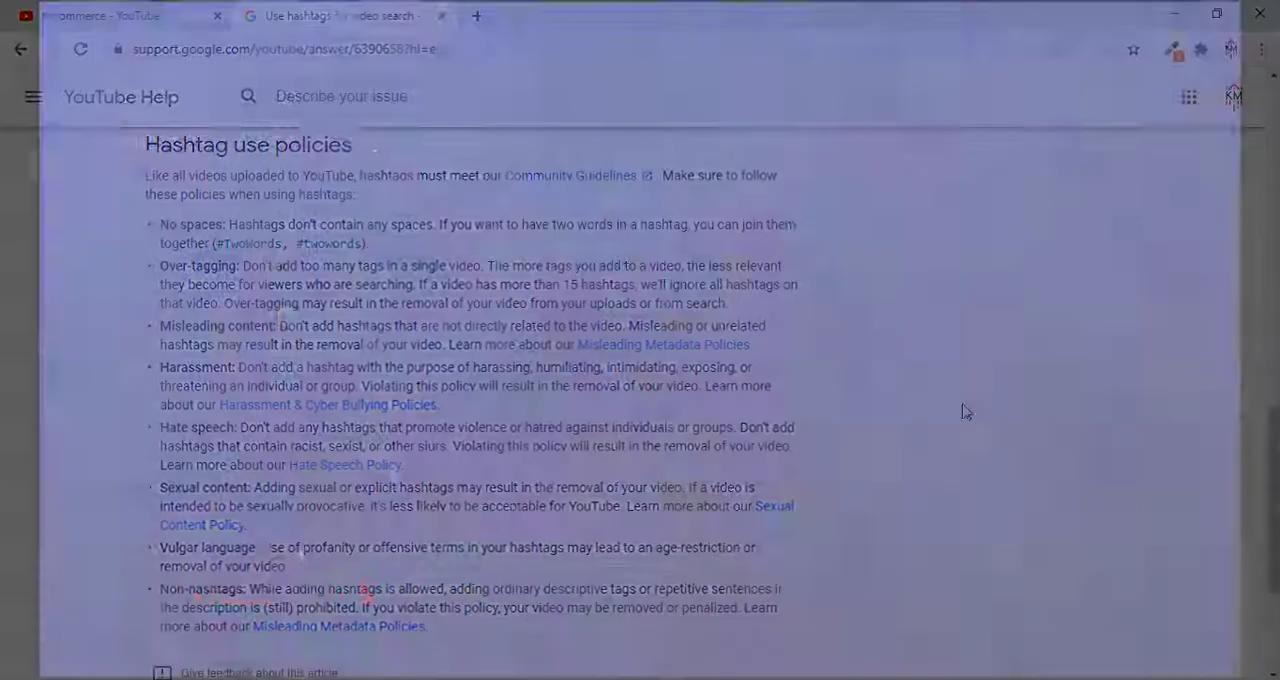 commerce - YouTube
Use hashtags for video search -
support.google.com/youtube/answer/6390658?hl=e
YouTube Help
Describe your issue
KM
Hashtag use policies
Like all videos uploaded to YouTube, hashtags must meet our Community Guidelines Make sure to follow
these policies when using hashtags:
· No spaces: Hashtags don't contain any spaces. If you want to have two words in a hashtag, you can join them
together (#TwoWords, #twowords).
· Over-tagging: Don't add too many tags in a single video. The more tags you add to a video, the less relevant
they become for viewers who are searching. If a video has more than 15 hashtags, we'll ignore all hashtags on
that video. Over-tagging may result in the removal of your video from your uploads or from search.
· Misleading content: Don't add hashtags that are not directly related to the video. Misleading or unrelated
hashtags may result in the removal of your video. Learn more about our Misleading Metadata Policies
· Harassment: Don't add a hashtag with the purpose of harassing, humiliating, intimidating, exposing, or
threatening an individual or group. Violating this policy will result in the removal of your video. Learn more
about our Harassment & Cyber Bullying Policies.
· Hate speech: Don't add any hashtags that promote violence or hatred against individuals or groups. Don't add
hashtags that contain racist, sexist, or other slurs. Violating this policy will result in the removal of your video.
Learn more about our Hate Speech Policy.
· Sexual content: Adding sexual or explicit hashtags may result in the removal of your video. If a video is
intended to be sexually provocative, it's less likely to be acceptable for YouTube. Learn more about our Sexual
Content Policy.
· Vulgar language se of profanity or offensive terms in your hashtags may lead to an age-restriction or
removal of your video
· Non-hashtags: While adding hashtags is allowed, adding ordinary descriptive tags or repetitive sentences in
the description is (still) prohibited. If you violate this policy, your video may be removed or penalized. Learn
more about our Misleading Metadata Policies.
Give feedback about this article